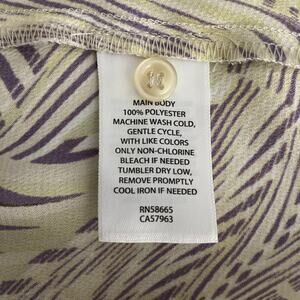 MAIN BODY
100% POLYESTER
MACHINE WASH COLD,
GENTLE CYCLE,
WITH LIKE COLORS
ONLY NON-CHLORINE
BLEACH IF NEEDED
TUMBLER DRY LOW,
REMOVE PROMPTLY
COOL IRON IF NEEDED
RN58665
CA57963